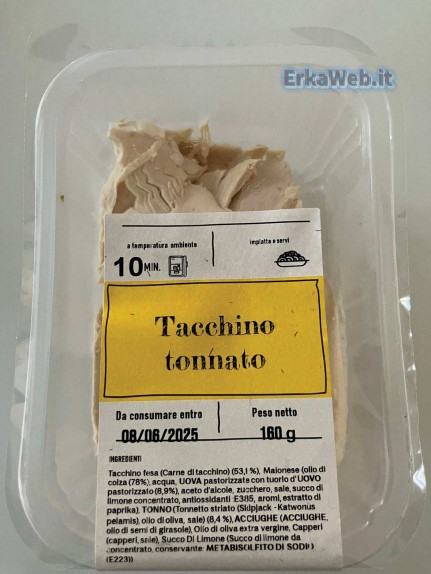 ErkaWeb.it
a temperatura ambiente
impiatta e servi
10 MIN.
Tacchino
tonnato
Da consumare entro
Peso netto
08/06/2025
160 g
INGREDIENTI
Tacchino fesa (Carne di tacchino) (53,1 %), Maionese (olio di
colza (78%), acqua, UOVA pastorizzate con tuorlo d'UOVO
pastorizzato (8,9%), aceto d'alcole, zucchero, sale, succo di
limone concentrato, antiossidanti: E385, aromi, estratto di
paprika), TONNO (Tonnetto striato (Skipjack - Katwonus
pelamis), olio di oliva, sale) (8,4 %), ACCIUGHE (ACCIUGHE,
olio di semi di girasole), Olio di oliva extra vergine, Capperi
(capperi, sale), Succo Di Limone (Succo di limone da
concentrato, conservante: METABISOLFITO DI SODIO
(E223))